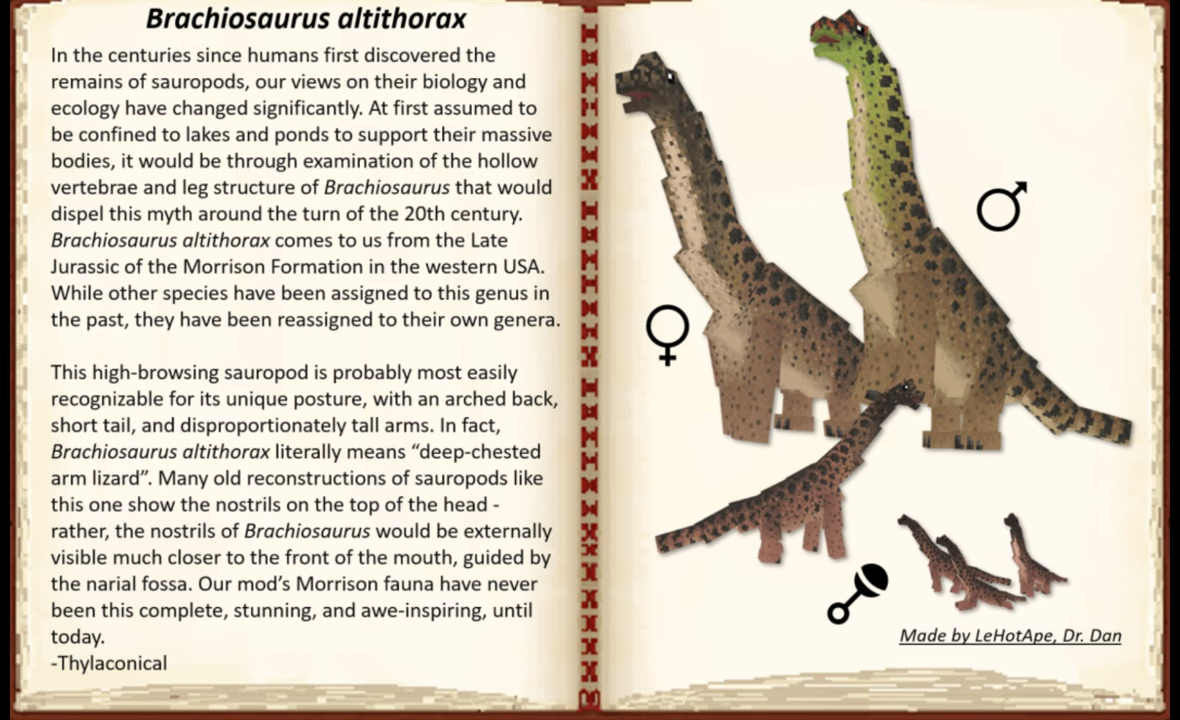 Brachiosaurus altithorax
In the centuries since humans first discovered the
remains of sauropods, our views on their biology and
ecology have changed significantly. At first assumed to
be confined to lakes and ponds to support their massive
bodies, it would be through examination of the hollow
vertebrae and leg structure of Brachiosaurus that would
dispel this myth around the turn of the 20th century.
Brachiosaurus altithorax comes to us from the Late
Jurassic of the Morrison Formation in the western USA.
While other species have been assigned to this genus in
the past, they have been reassigned to their own genera.
This high-browsing sauropod is probably most easily
recognizable for its unique posture, with an arched back,
short tail, and disproportionately tall arms. In fact,
Brachiosaurus altithorax literally means “deep-chested
arm lizard”. Many old reconstructions of sauropods like
this one show the nostrils on the top of the head -
rather, the nostrils of Brachiosaurus would be externally
visible much closer to the front of the mouth, guided by
the narial fossa. Our mod’s Morrison fauna have never
been this complete, stunning, and awe-inspiring, until
today.
-Thylaconical
Made by LeHotApe, Dr. Dan